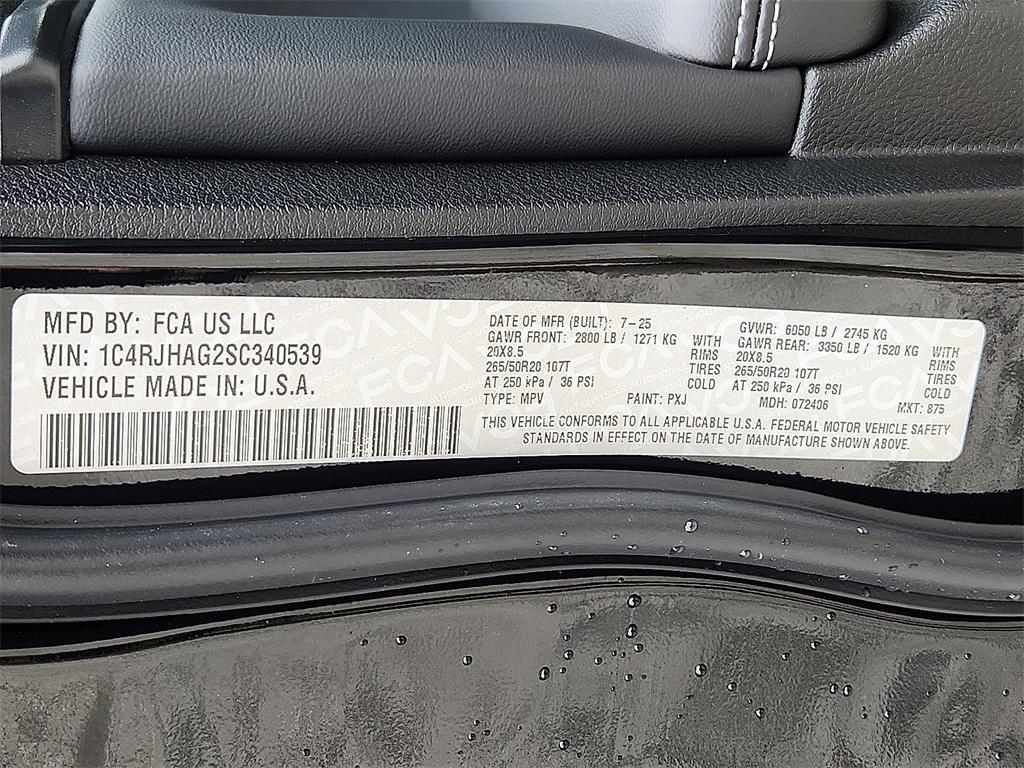 MFD BY: FCA US LLC
VIN: 1C4RJHAG2SC340539
VEHICLE MADE IN: U.S.A.
DATE OF MFR (BUILT): 7-25
GAWR FRONT: 2800 LB / 1271 KG WITH
20X8.5 RIMS
265/50R20 107T TIRES
AT 250 kPa / 36 PSI COLD
TYPE: MPV PAINT: PXJ
GVWR: 6050 LB / 2745 KG
GAWR REAR: 3350 LB / 1520 KG WITH
20X8.5 RIMS
265/50R20 107T TIRES
AT 250 kPa / 36 PSI COLD
MDH: 072406 MKT: 875
THIS VEHICLE CONFORMS TO ALL APPLICABLE U.S.A. FEDERAL MOTOR VEHICLE SAFETY
STANDARDS IN EFFECT ON THE DATE OF MANUFACTURE SHOWN ABOVE.